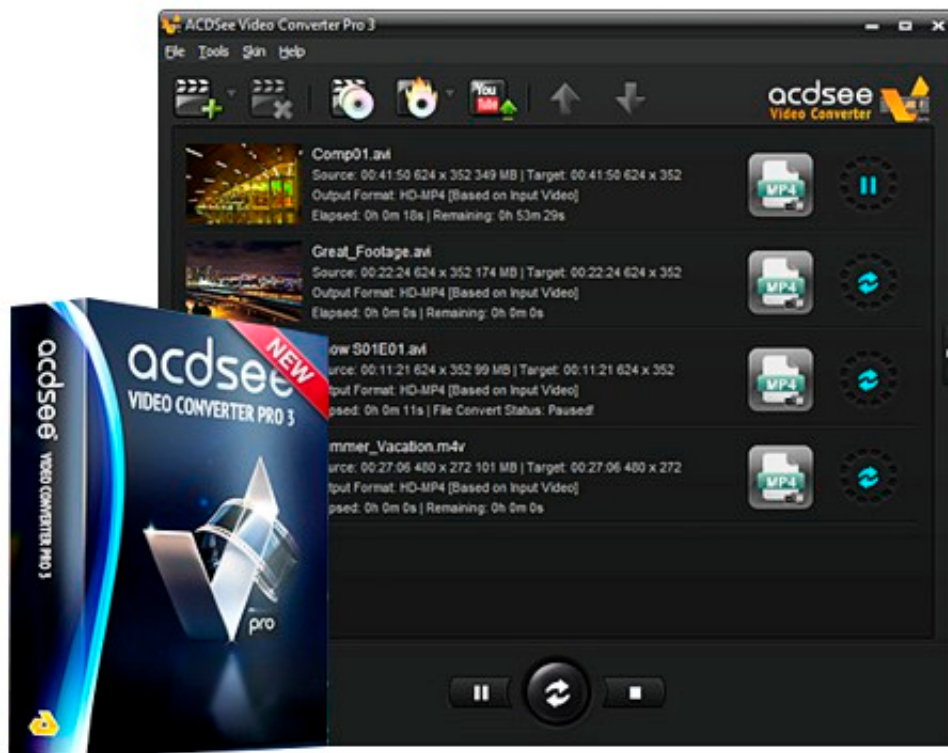 ACDSee Video Converter Pro 3
File Tools Skin Help
You
Tube
acdsee
Video Converter
Comp01.avi
Source: 00:41:50 624 x 352 349 MB | Target: 00:41:50 624 x 352
Output Format: HD-MP4 [Based on Input Video]
Elapsed: 0h 0m 18s | Remaining: 0h 53m 29s
MP4
Great_Footage.avi
Source: 00:22:24 624 x 352 174 MB | Target: 00:22:24 624 x 352
Output Format: HD-MP4 [Based on Input Video]
Elapsed: 0h 0m 0s | Remaining: 0h 0m 0s
MP4
S01E01.avi
00:11:21 624 x 352 99 MB | Target: 00:11:21 624 x 352
Format: HD-MP4 [Based on Input Video]
0h 0m 11s | File Convert Status: Paused!
MP4
mmer_Vacation.m4v
00:27:06 480 x 272 101 MB | Target: 00:27:06 480 x 272
Format: HD-MP4 [Based on Input Video]
0h 0m 0s | Remaining: 0h 0m 0s
MP4
acdsee
NEW
VIDEO CONVERTER PRO 3
pro
acdsee
VIDEO CONVERTER PRO 3